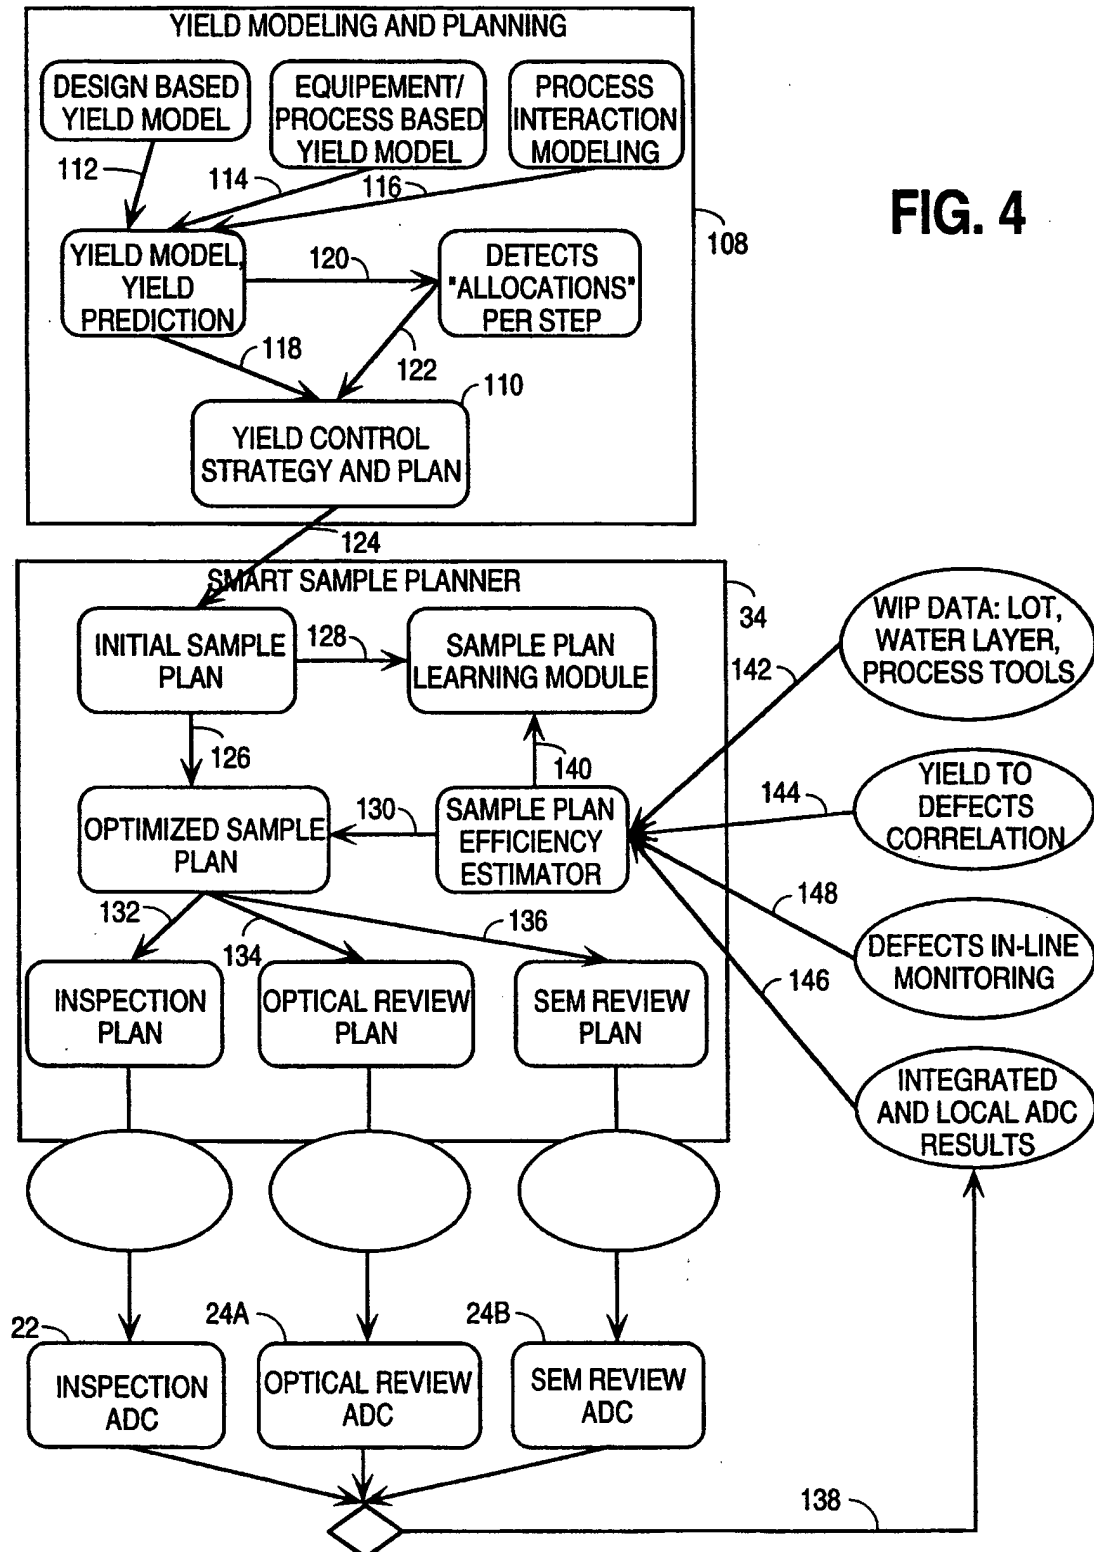 YIELD MODELING AND PLANNING
DESIGN BASED
YIELD MODEL
EQUIPEMENT/
PROCESS BASED
YIELD MODEL
PROCESS
INTERACTION
MODELING
112
114
116
FIG. 4
108
YIELD MODEL,
YIELD
PREDICTION
120
DETECTS
"ALLOCATIONS"
PER STEP
118
122
110
YIELD CONTROL
STRATEGY AND PLAN
124
SMART SAMPLE PLANNER
34
INITIAL SAMPLE
PLAN
128
SAMPLE PLAN
LEARNING MODULE
142
WIP DATA: LOT,
WATER LAYER,
PROCESS TOOLS
126
140
OPTIMIZED SAMPLE
PLAN
130
SAMPLE PLAN
EFFICIENCY
ESTIMATOR
144
YIELD TO
DEFECTS
CORRELATION
132
134
136
148
DEFECTS IN-LINE
MONITORING
146
INSPECTION
PLAN
OPTICAL REVIEW
PLAN
SEM REVIEW
PLAN
INTEGRATED
AND LOCAL ADC
RESULTS
22
24A
24B
INSPECTION
ADC
OPTICAL REVIEW
ADC
SEM REVIEW
ADC
138